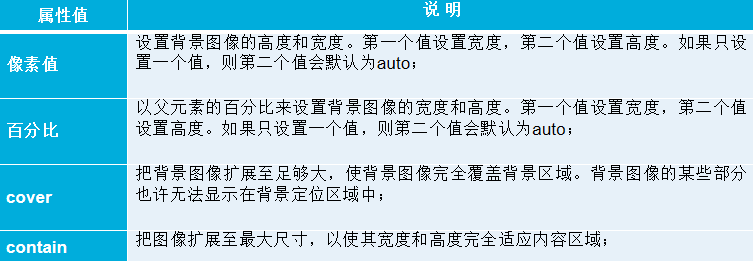 属性值 说 明
像素值 设置背景图像的高度和宽度。第一个值设置宽度，第二个值设置高度。如果只设
置一个值，则第二个值会默认为auto；
百分比 以父元素的百分比来设置背景图像的宽度和高度。第一个值设置宽度，第二个值
设置高度。如果只设置一个值，则第二个值会默认为auto；
cover 把背景图像扩展至足够大，使背景图像完全覆盖背景区域。背景图像的某些部分
也许无法显示在背景定位区域中；
contain 把图像扩展至最大尺寸，以使其宽度和高度完全适应内容区域；